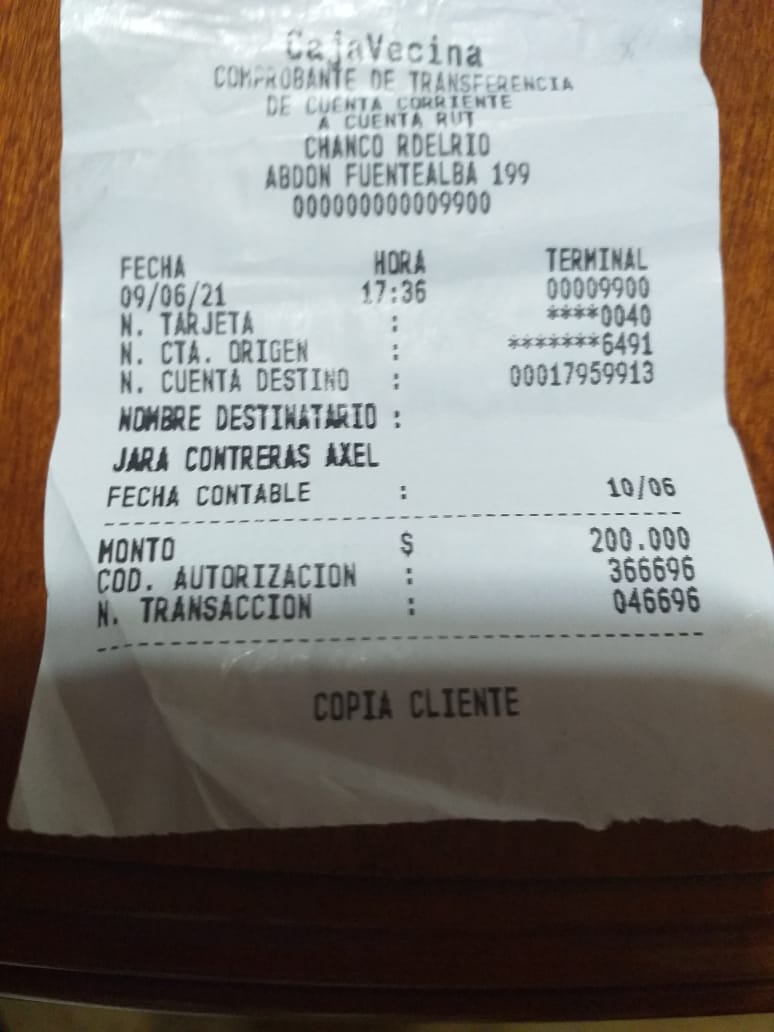 CajaVecina
COMPROBANTE DE TRANSFERENCIA
DE CUENTA CORRIENTE
A CUENTA RUT
CHANCO RDELRIO
ABDON FUENTEALBA 199
000000000009900
FECHA HORA TERMINAL
09/06/21 17:36 00009900
N. TARJETA : ****0040
N. CTA. ORIGEN : *******6491
N. CUENTA DESTINO : 00017959913
NOMBRE DESTINATARIO :
JARA CONTRERAS AXEL
FECHA CONTABLE : 10/06
MONTO $ 200.000
COD. AUTORIZACION : 366696
N. TRANSACCION : 046696
COPIA CLIENTE